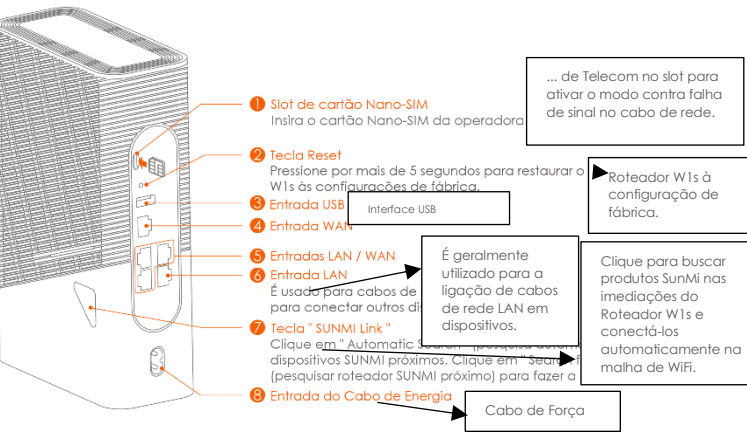 1 Slot de cartão Nano-SIM
Insira o cartão Nano-SIM da operadora
... de Telecom no slot para
ativar o modo contra falha
de sinal no cabo de rede.
2 Tecla Reset
Pressione por mais de 5 segundos para restaurar o
W1s às configurações de fábrica.
Roteador W1s à
configuração de
fábrica.
3 Entrada USB
Interface USB
4 Entrada WAN
5 Entradas LAN / WAN
6 Entrada LAN
É usado para cabos de
para conectar outros
É geralmente
utilizado para a
ligação de cabos
de rede LAN em
dispositivos.
7 Tecla " SUNMI Link "
Clique em " Automatic Search " (pesquisa
dispositivos SUNMI próximos. Clique em " Search
(pesquisar roteador SUNMI próximo) para fazer a
Clique para buscar
produtos SunMi nas
imediações do
Roteador W1s e
conectá-los
automaticamente na
malha de WiFi.
8 Entrada do Cabo de Energia
Cabo de Força